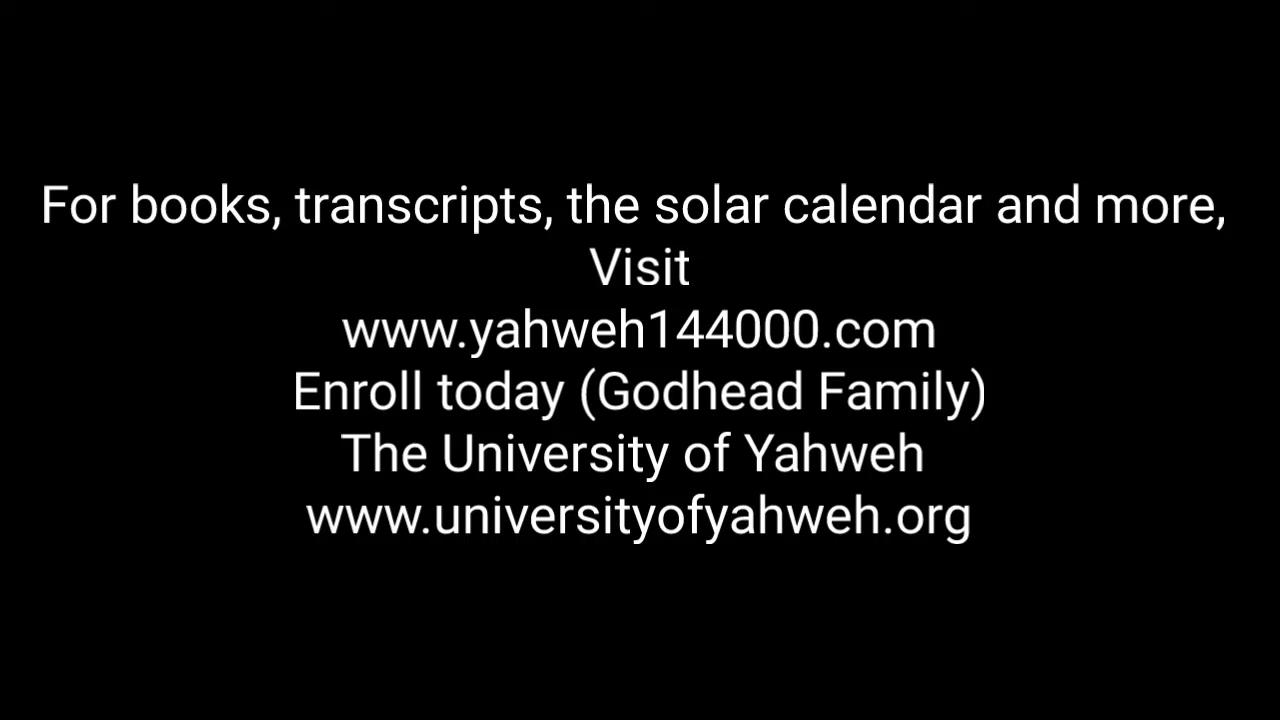 For books, transcripts, the solar calendar and more,
Visit
www.yahweh144000.com
Enroll today (Godhead Family)
The University of Yahweh
www.universityofyahweh.org